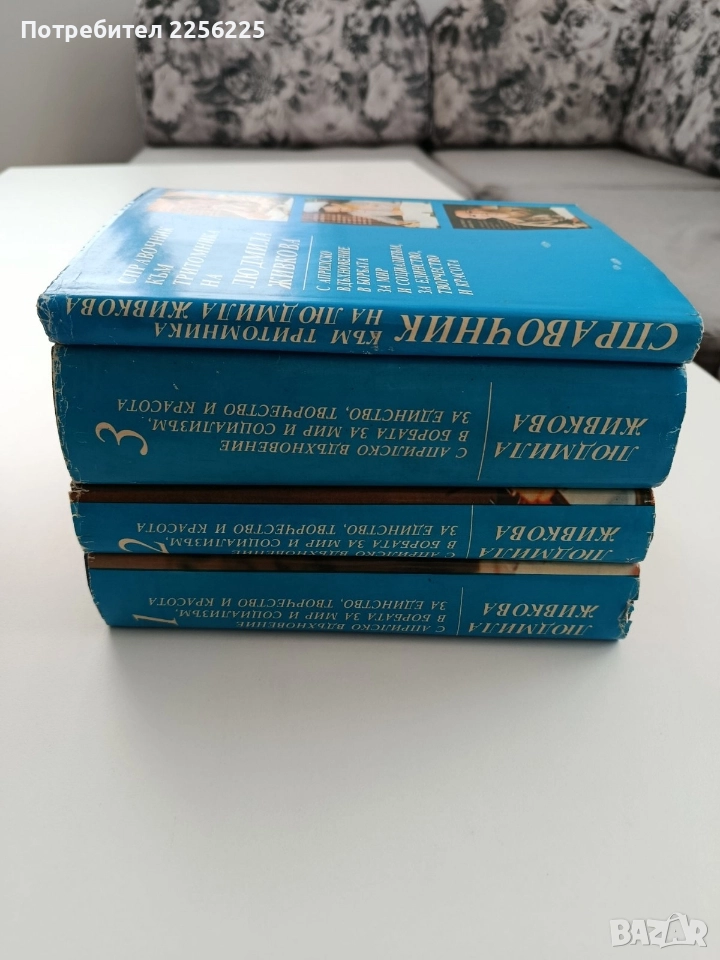 Потребител 2256225
СПРАВОЧНИК
КЪМ
ТРИТОМНИКА
НА
ЛЮДМИЛА
ЖИВКОВА
С АПРИЛСКО
ВДЪХНОВЕНИЕ
В БОРБАТА
ЗА МИР
И СОЦИАЛИЗЪМ,
ЗА ЕДИНСТВО,
ТВОРЧЕСТВО
И КРАСОТА
СПРАВОЧНИК
КЪМ ТРИТОМНИКА
НА ЛЮДМИЛА ЖИВКОВА
ЛЮДМИЛА
ЖИВКОВА
С АПРИЛСКО ВДЪХНОВЕНИЕ
В БОРБАТА ЗА МИР И СОЦИАЛИЗЪМ,
ЗА ЕДИНСТВО, ТВОРЧЕСТВО И КРАСОТА
3
ЛЮДМИЛА
ЖИВКОВА
С АПРИЛСКО ВДЪХНОВЕНИЕ
В БОРБАТА ЗА МИР И СОЦИАЛИЗЪМ,
ЗА ЕДИНСТВО, ТВОРЧЕСТВО И КРАСОТА
2
ЛЮДМИЛА
ЖИВКОВА
С АПРИЛСКО ВДЪХНОВЕНИЕ
В БОРБАТА ЗА МИР И СОЦИАЛИЗЪМ,
ЗА ЕДИНСТВО, ТВОРЧЕСТВО И КРАСОТА
1
BAZAR